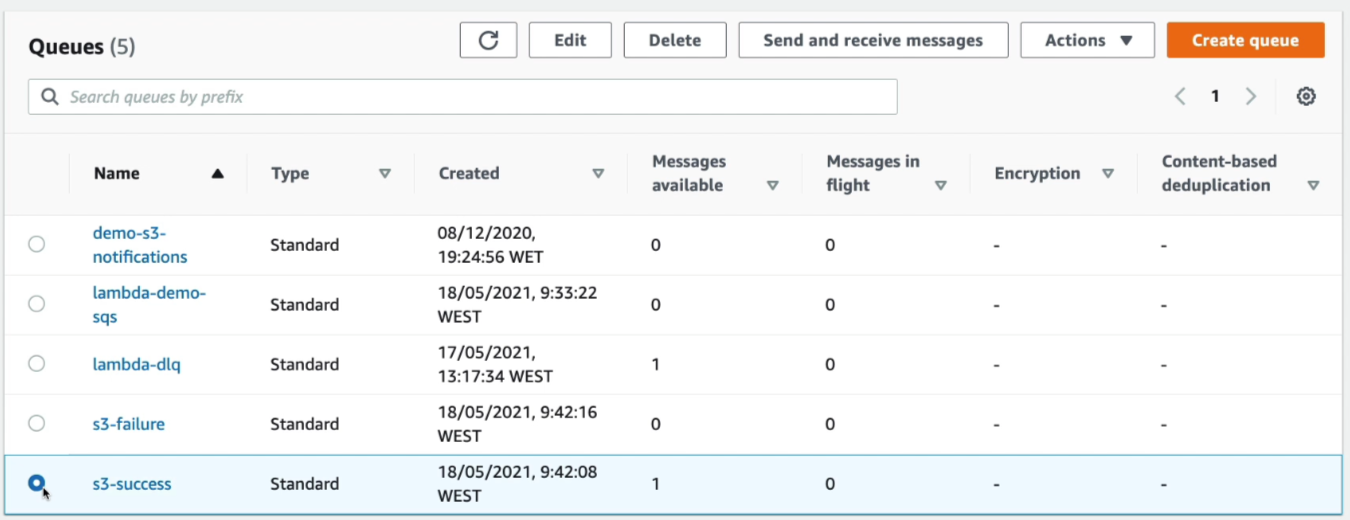 Queues (5)
Edit
Delete
Send and receive messages
Actions
Create queue
Search queues by prefix
1
Name
Type
Created
Messages
available
Messages in
flight
Encryption
Content-based
deduplication
demo-s3-
notifications
Standard
08/12/2020,
19:24:56 WET
0
0
-
-
lambda-demo-
sqs
Standard
18/05/2021, 9:33:22
WEST
0
0
-
-
lambda-dlq
Standard
17/05/2021,
13:17:34 WEST
1
0
-
-
s3-failure
Standard
18/05/2021, 9:42:16
WEST
0
0
-
-
s3-success
Standard
18/05/2021, 9:42:08
WEST
1
0
-
-